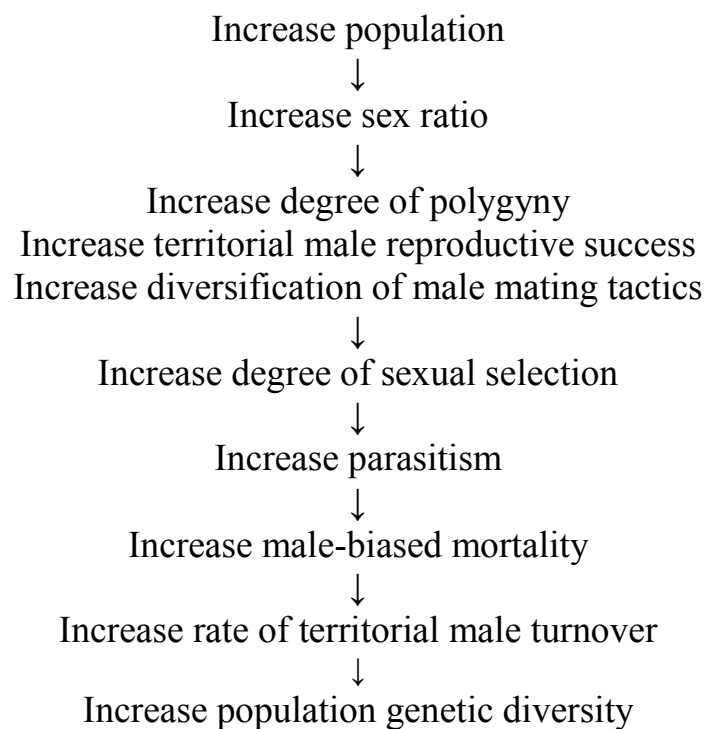 Increase population
↓
Increase sex ratio
↓
Increase degree of polygyny
Increase territorial male reproductive success
Increase diversification of male mating tactics
↓
Increase degree of sexual selection
↓
Increase parasitism
↓
Increase male-biased mortality
↓
Increase rate of territorial male turnover
↓
Increase population genetic diversity